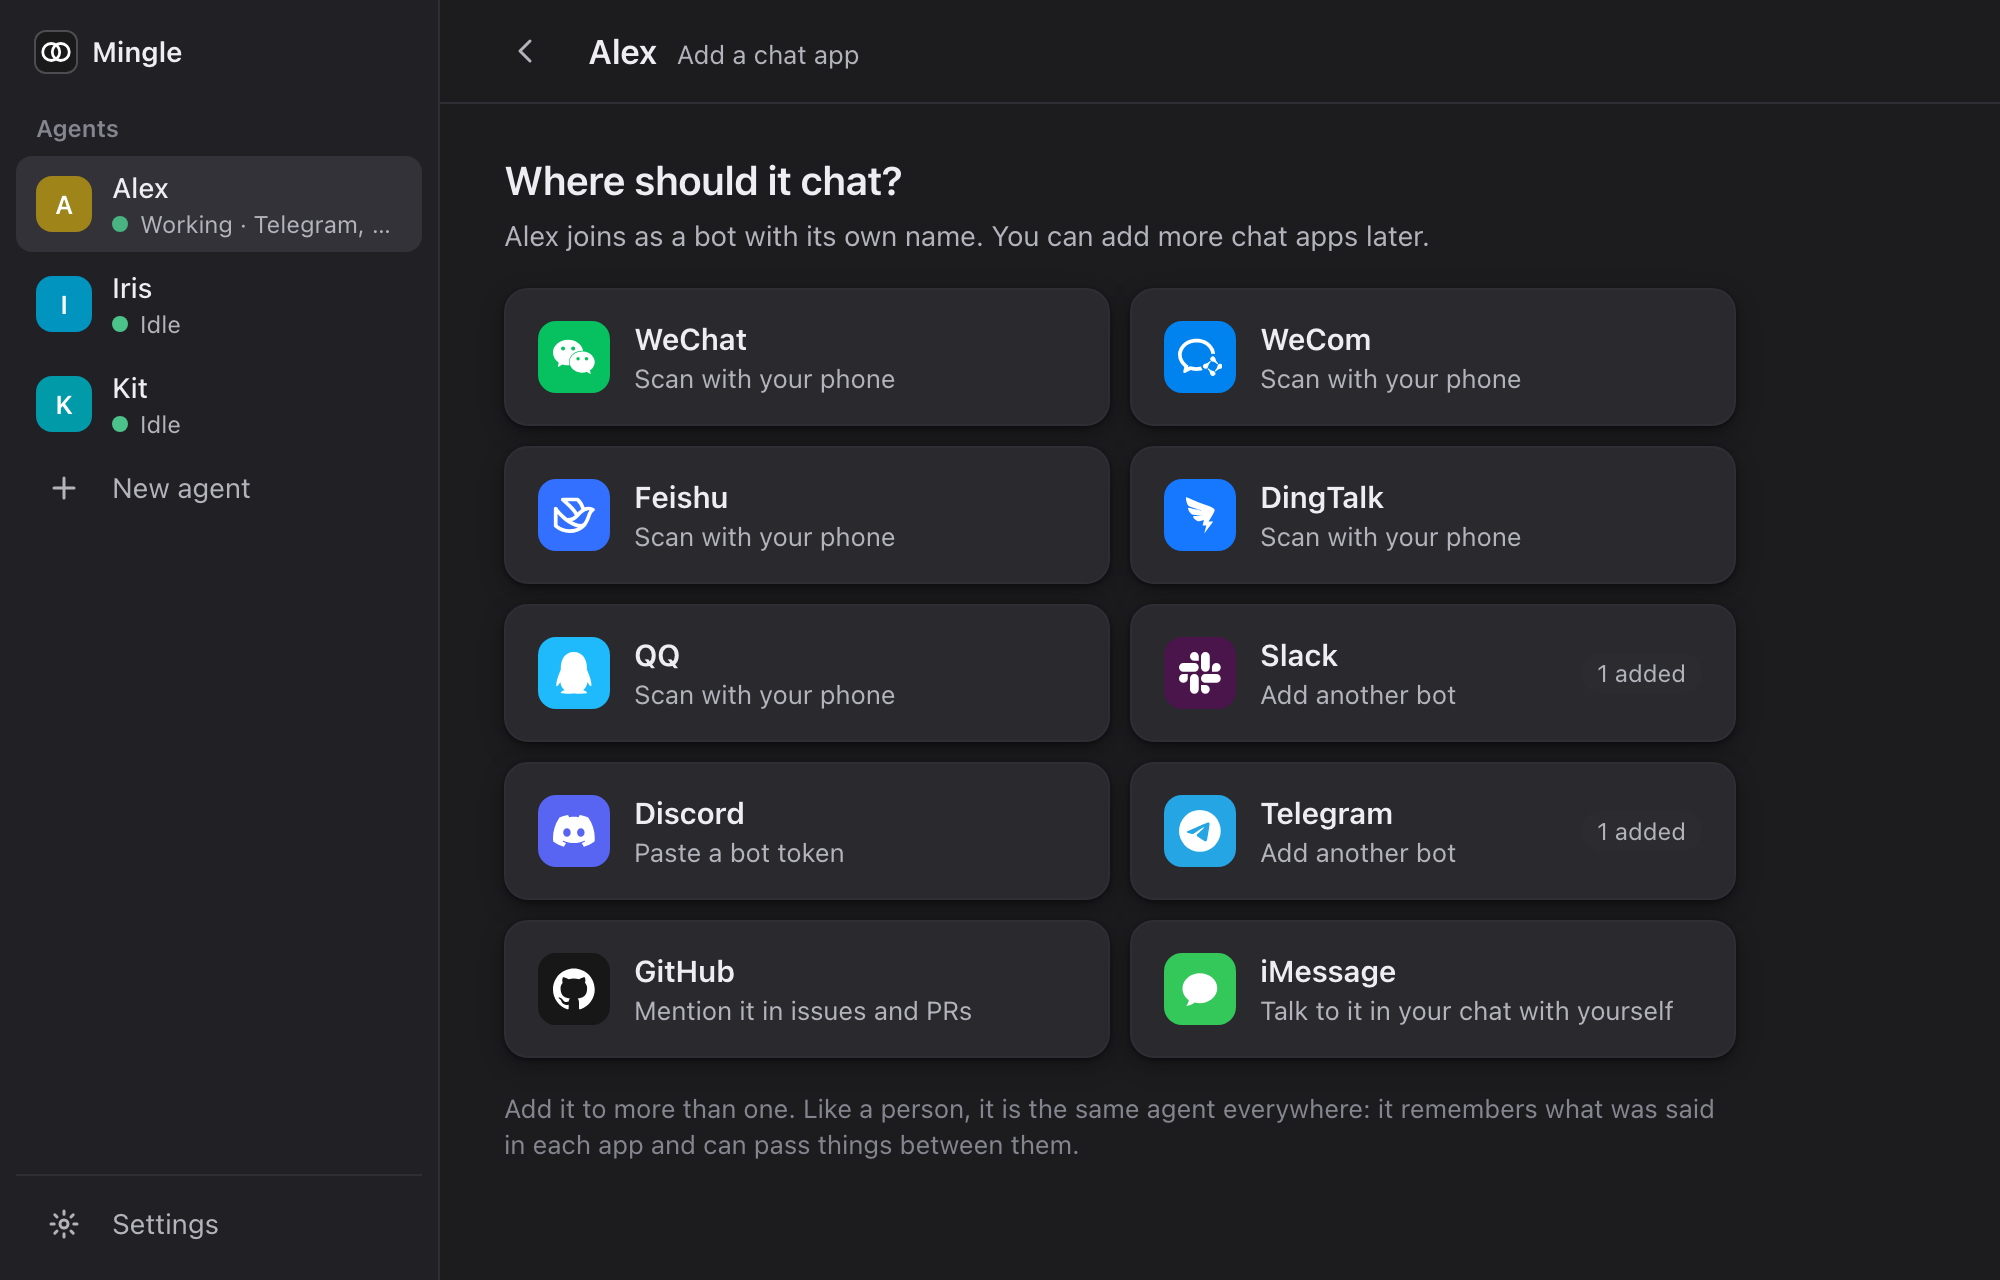 Mingle
Agents
A
Alex
Working · Telegram, ...
I
Iris
Idle
K
Kit
Idle
New agent
Settings
Alex Add a chat app
Where should it chat?
Alex joins as a bot with its own name. You can add more chat apps later.
WeChat
Scan with your phone
WeCom
Scan with your phone
Feishu
Scan with your phone
DingTalk
Scan with your phone
QQ
Scan with your phone
Slack
Add another bot
1 added
Discord
Paste a bot token
Telegram
Add another bot
1 added
GitHub
Mention it in issues and PRs
iMessage
Talk to it in your chat with yourself
Add it to more than one. Like a person, it is the same agent everywhere: it remembers what was said
in each app and can pass things between them.